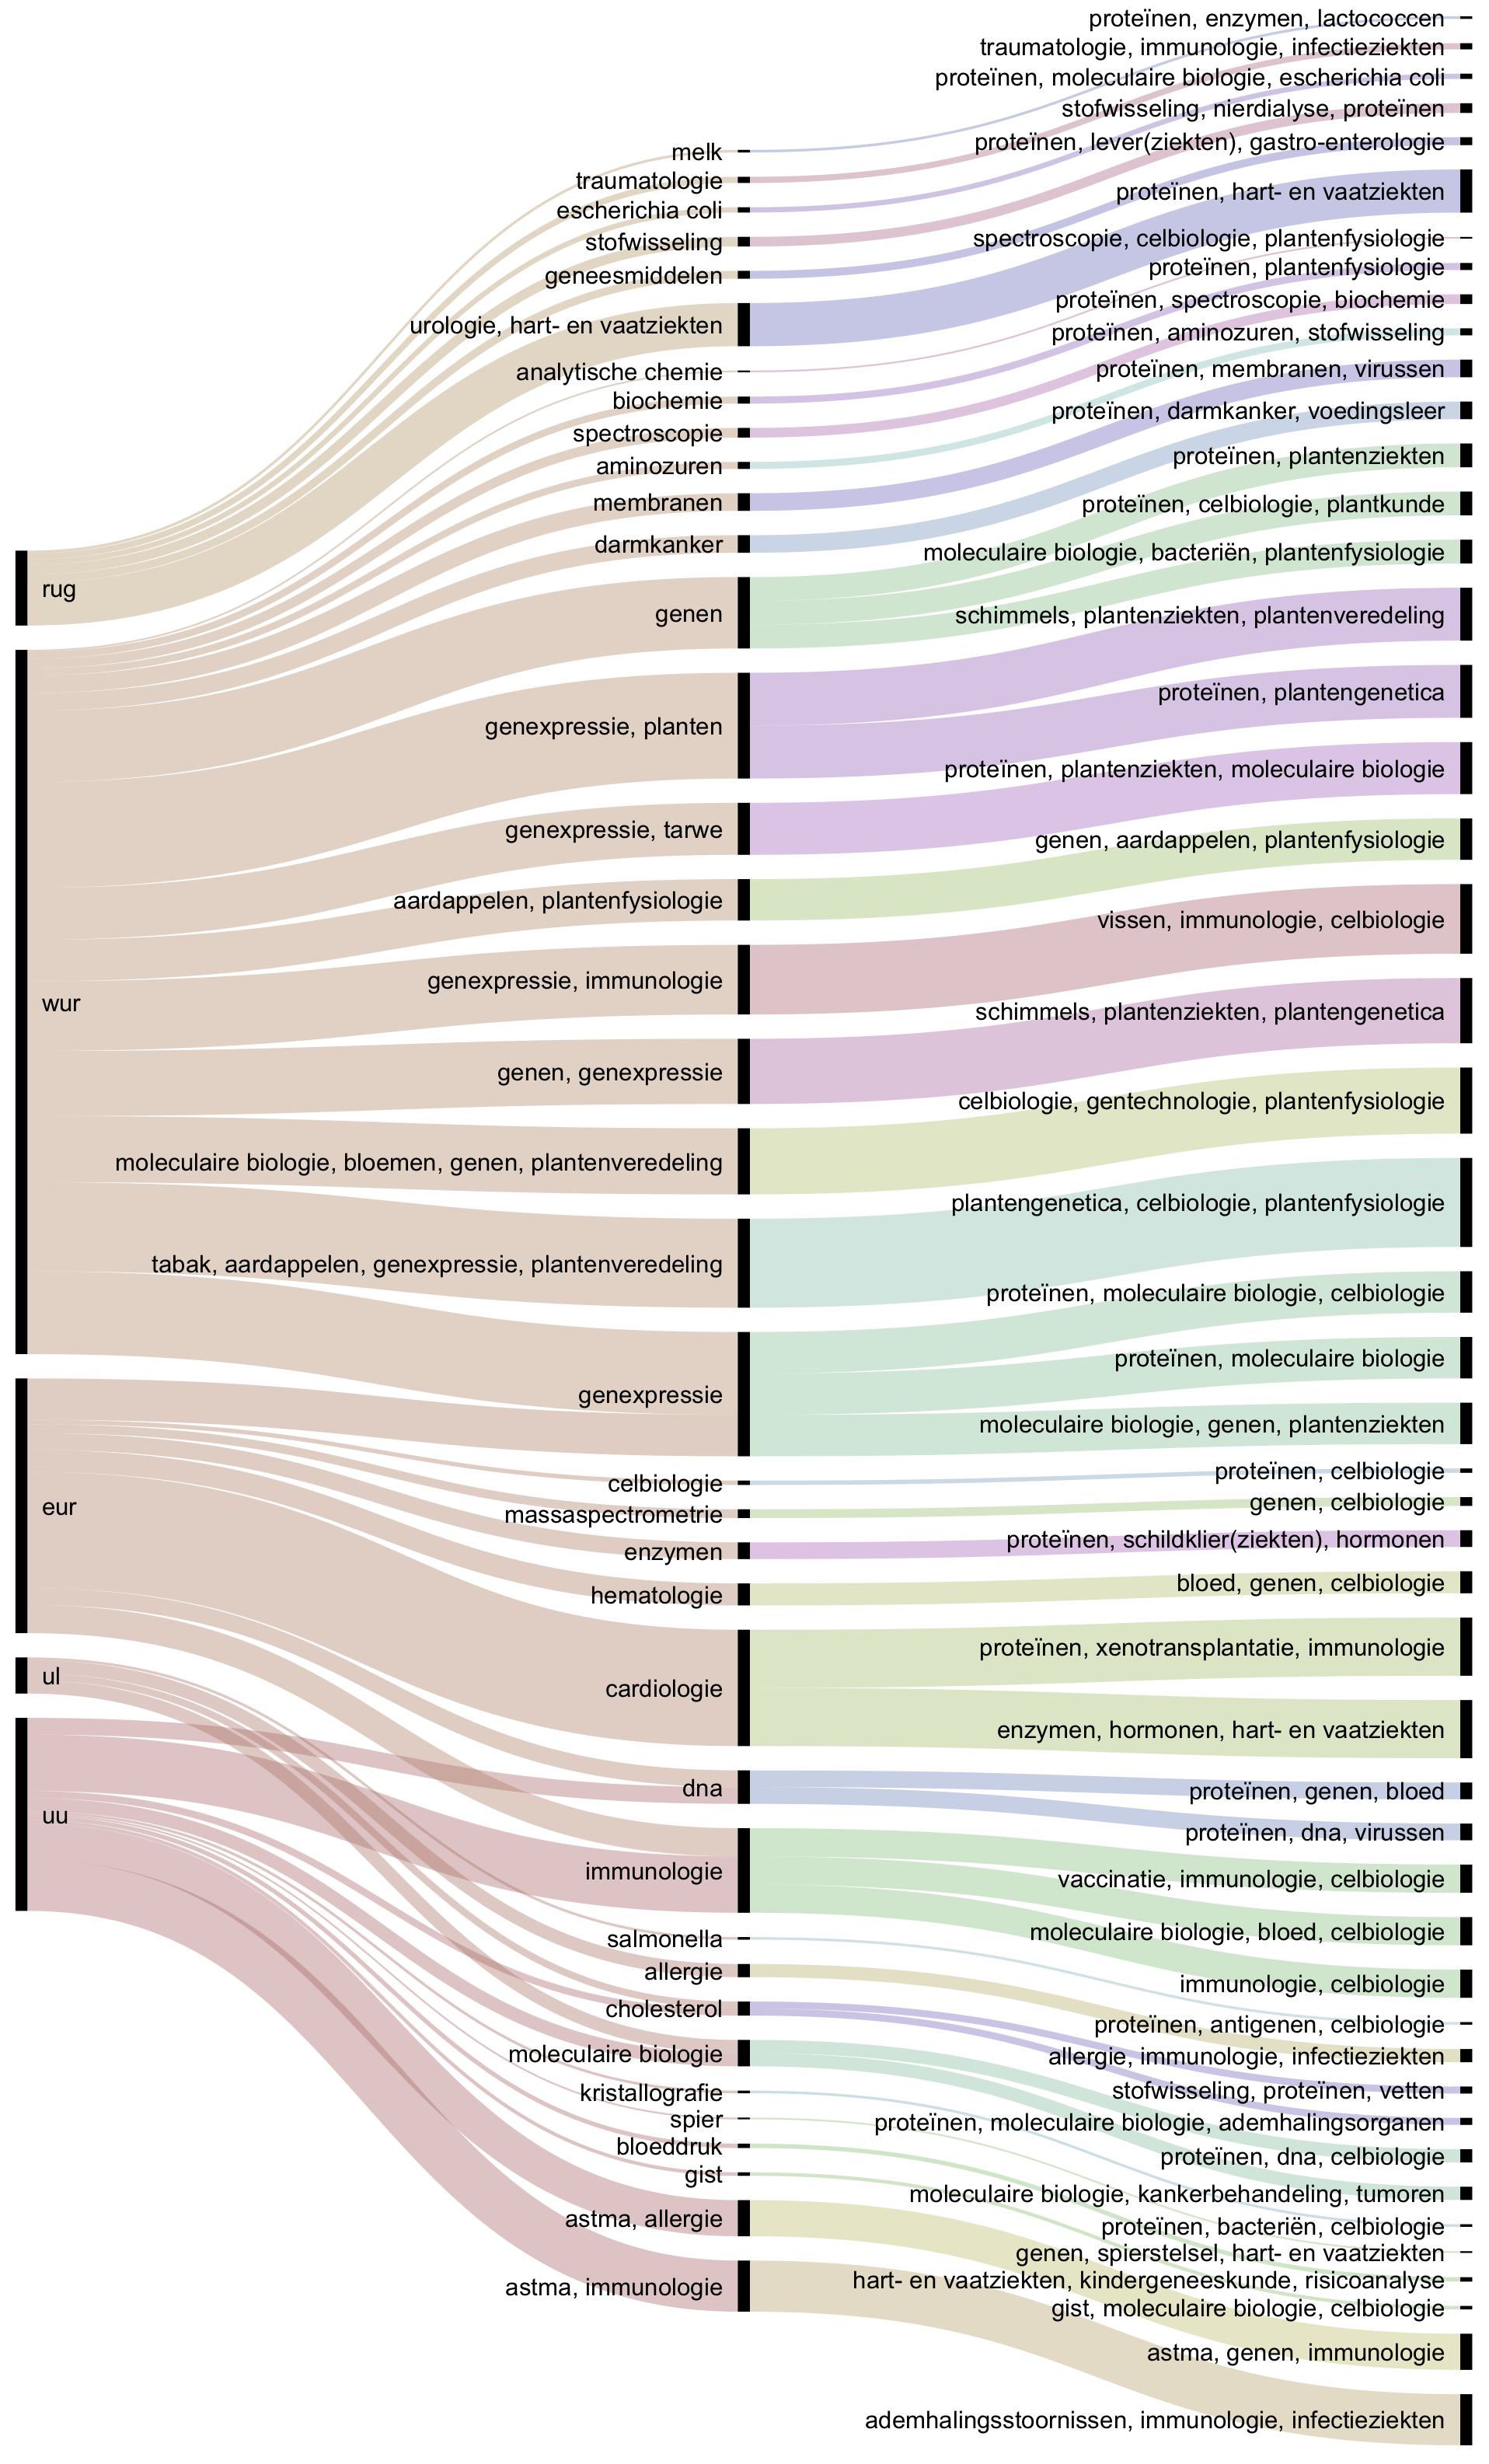 rug
wur
eur
ul
uu
melk
traumatologie
escherichia coli
stofwisseling
geneesmiddelen
urologie, hart- en vaatziekten
analytische chemie
biochemie
spectroscopie
aminozuren
membranen
darmkanker
genen
genexpressie, planten
genexpressie, tarwe
aardappelen, plantenfysiologie
genexpressie, immunologie
genen, genexpressie
moleculaire biologie, bloemen, genen, plantenveredeling
tabak, aardappelen, genexpressie, plantenveredeling
genexpressie
celbiologie
massaspectrometrie
enzymen
hematologie
cardiologie
dna
immunologie
salmonella
allergie
cholesterol
moleculaire biologie
kristallografie
spier
bloeddruk
gist
astma, allergie
astma, immunologie
proteïnen, enzymen, lactococcen
traumatologie, immunologie, infectieziekten
proteïnen, moleculaire biologie, escherichia coli
stofwisseling, nierdialyse, proteïnen
proteïnen, lever(ziekten), gastro-enterologie
proteïnen, hart- en vaatziekten
spectroscopie, celbiologie, plantenfysiologie
proteïnen, plantenfysiologie
proteïnen, spectroscopie, biochemie
proteïnen, aminozuren, stofwisseling
proteïnen, membranen, virussen
proteïnen, darmkanker, voedingsleer
proteïnen, plantenziekten
proteïnen, celbiologie, plantkunde
moleculaire biologie, bacteriën, plantenfysiologie
schimmels, plantenziekten, plantenveredeling
proteïnen, plantengenetica
proteïnen, plantenziekten, moleculaire biologie
genen, aardappelen, plantenfysiologie
vissen, immunologie, celbiologie
schimmels, plantenziekten, plantengenetica
celbiologie, gentechnologie, plantenfysiologie
plantengenetica, celbiologie, plantenfysiologie
proteïnen, moleculaire biologie, celbiologie
proteïnen, moleculaire biologie
moleculaire biologie, genen, plantenziekten
proteïnen, celbiologie
genen, celbiologie
proteïnen, schildklier(ziekten), hormonen
bloed, genen, celbiologie
proteïnen, xenotransplantatie, immunologie
enzymen, hormonen, hart- en vaatziekten
proteïnen, genen, bloed
proteïnen, dna, virussen
vaccinatie, immunologie, celbiologie
moleculaire biologie, bloed, celbiologie
immunologie, celbiologie
proteïnen, antigenen, celbiologie
allergie, immunologie, infectieziekten
stofwisseling, proteïnen, vetten
proteïnen, moleculaire biologie, ademhalingsorganen
proteïnen, dna, celbiologie
moleculaire biologie, kankerbehandeling, tumoren
proteïnen, bacteriën, celbiologie
genen, spierstelsel, hart- en vaatziekten
hart- en vaatziekten, kindergeneeskunde, risicoanalyse
gist, moleculaire biologie, celbiologie
astma, genen, immunologie
ademhalingsstoornissen, immunologie, infectieziekten